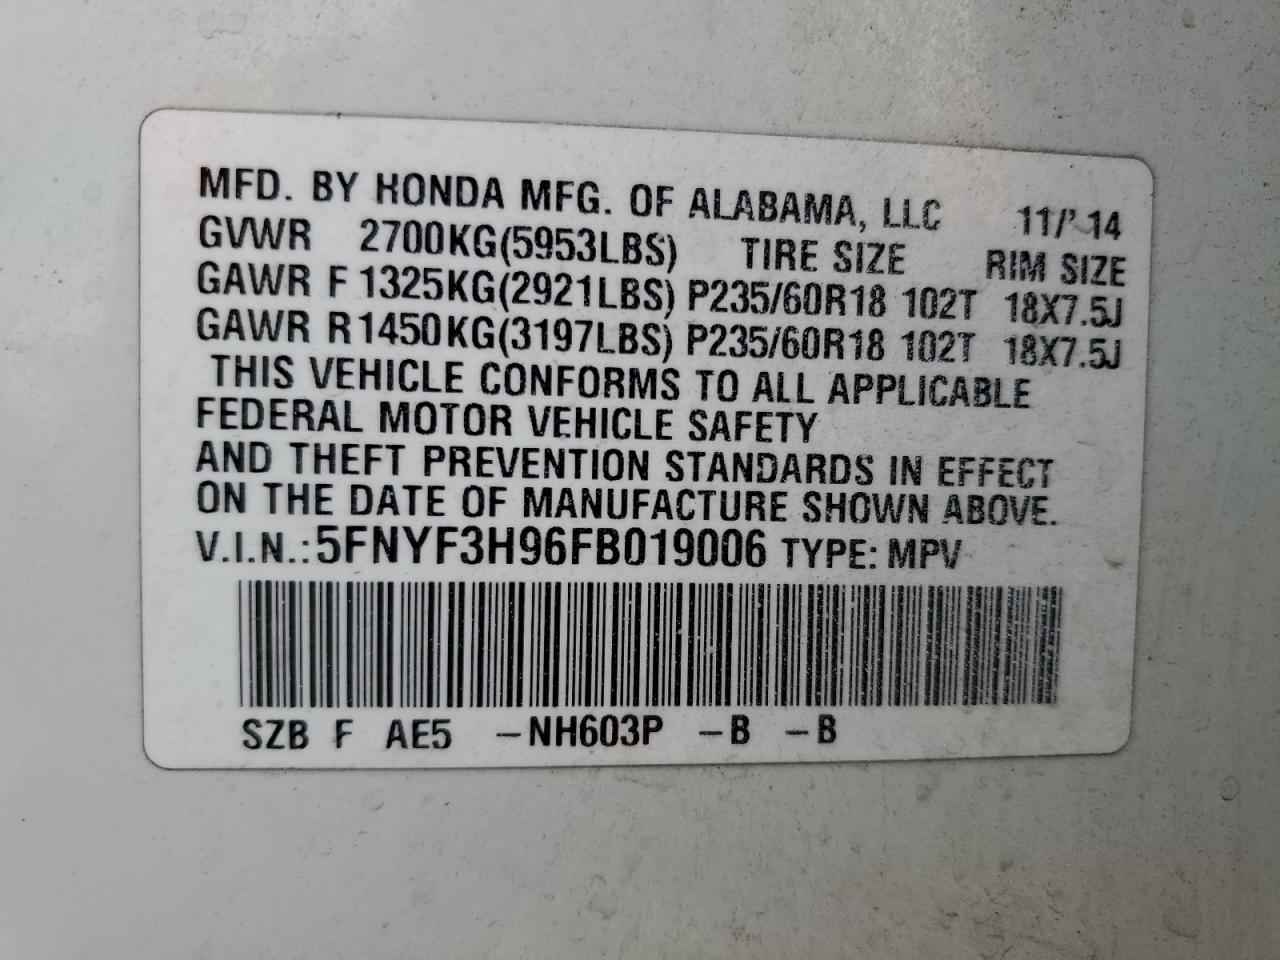 MFD. BY HONDA MFG. OF ALABAMA, LLC 11/'14
GVWR 2700KG(5953LBS) TIRE SIZE RIM SIZE
GAWR F 1325KG(2921LBS) P235/60R18 102T 18X7.5J
GAWR R 1450KG(3197LBS) P235/60R18 102T 18X7.5J
THIS VEHICLE CONFORMS TO ALL APPLICABLE
FEDERAL MOTOR VEHICLE SAFETY
AND THEFT PREVENTION STANDARDS IN EFFECT
ON THE DATE OF MANUFACTURE SHOWN ABOVE.
V.I.N.:5FNYF3H96FB019006 TYPE: MPV
SZB F AE5 -NH603P -B -B